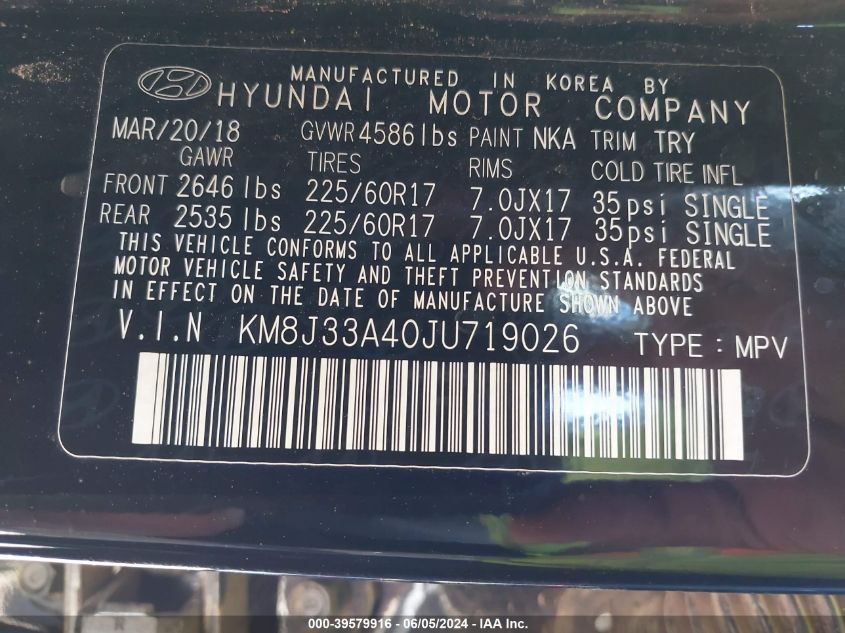 MANUFACTURED IN KOREA BY
HYUNDAI MOTOR COMPANY
MAR/20/18 GVWR 4586 lbs PAINT NKA TRIM TRY
GAWR TIRES RIMS COLD TIRE INFL
FRONT 2646 lbs 225/60R17 7.0JX17 35psi SINGLE
REAR 2535 lbs 225/60R17 7.0JX17 35psi SINGLE
THIS VEHICLE CONFORMS TO ALL APPLICABLE U.S.A. FEDERAL
MOTOR VEHICLE SAFETY AND THEFT PREVENTION STANDARDS
IN EFFECT ON THE DATE OF MANUFACTURE SHOWN ABOVE.
V.I.N KM8J33A40JU719026 TYPE : MPV
000-39579916 - 06/05/2024 - IAA Inc.